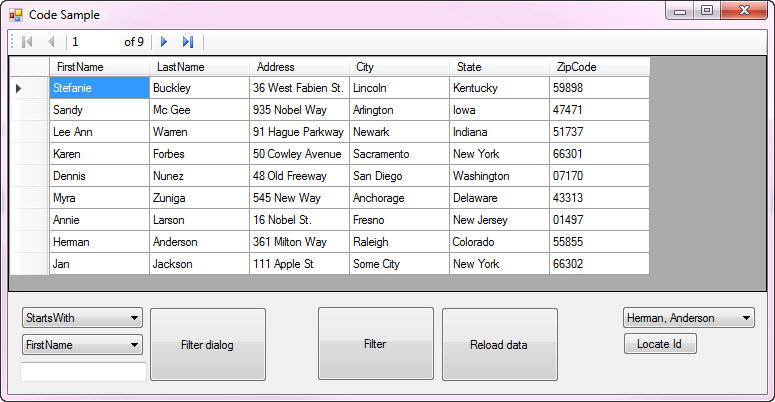 Code Sample
1 of 9
FirstName LastName Address City State ZipCode
Stefanie Buckley 36 West Fabien St. Lincoln Kentucky 59898
Sandy Mc Gee 935 Nobel Way Arlington Iowa 47471
Lee Ann Warren 91 Hague Parkway Newark Indiana 51737
Karen Forbes 50 Cowley Avenue Sacramento New York 66301
Dennis Nunez 48 Old Freeway San Diego Washington 07170
Myra Zuniga 545 New Way Anchorage Delaware 43313
Annie Larson 16 Nobel St. Fresno New Jersey 01497
Herman Anderson 361 Milton Way Raleigh Colorado 55855
Jan Jackson 111 Apple St Some City New York 66302
StartsWith Herman, Anderson
FirstName Filter dialog Filter Reload data Locate Id